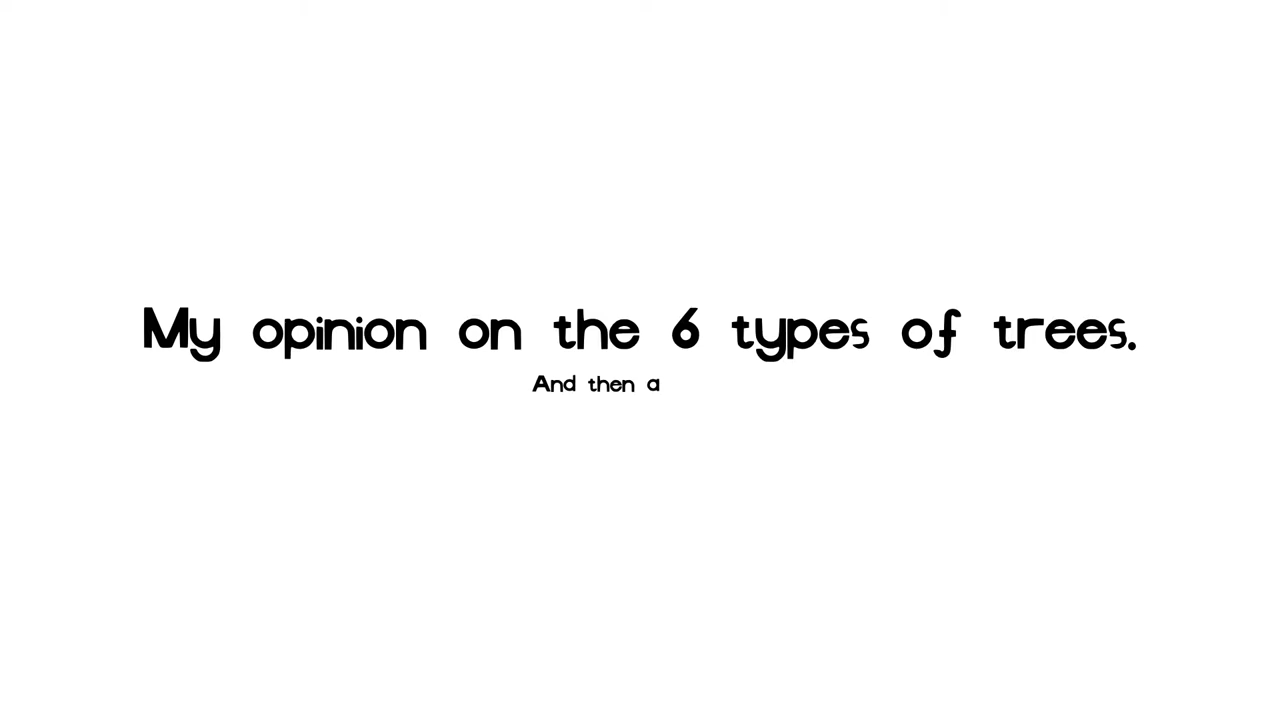 My opinion on the 6 types of trees.
And then a